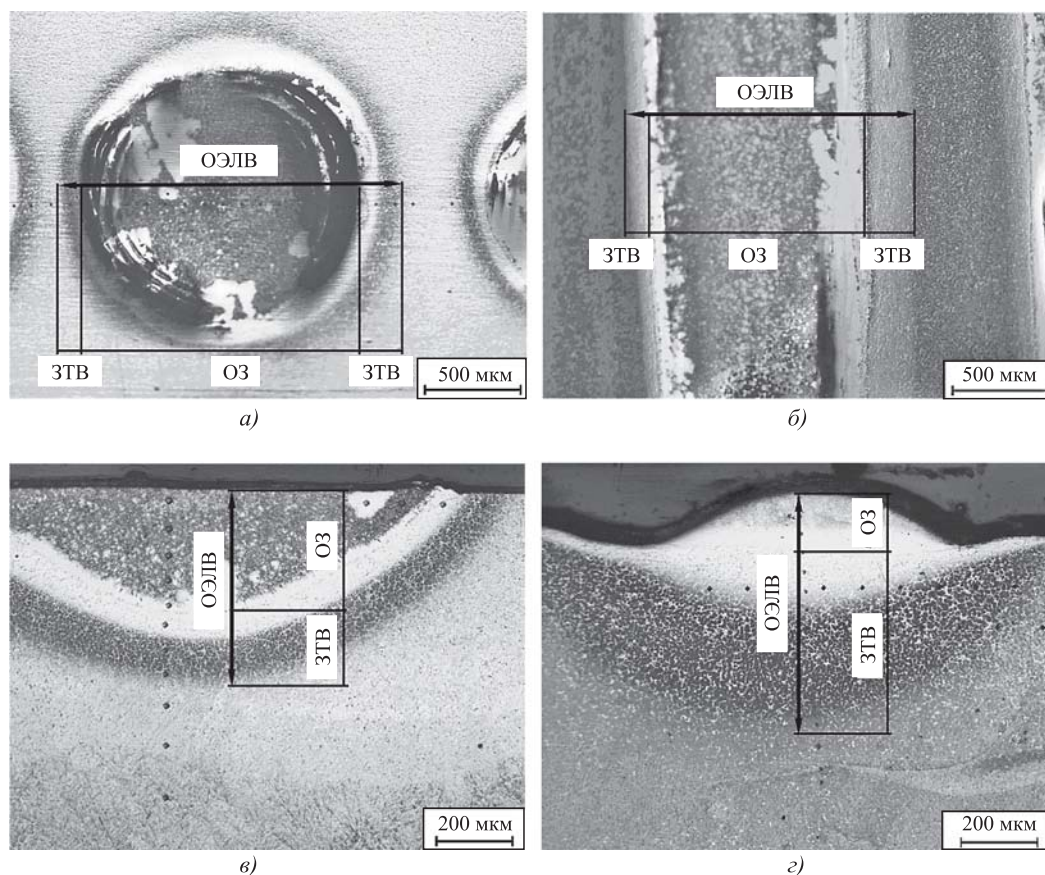 ОЭЛВ
ЗТВ
ОЗ
ЗТВ
500 мкм
а)
ОЭЛВ
ЗТВ
ОЗ
ЗТВ
500 мкм
б)
ОЭЛВ
ОЗ
ЗТВ
200 мкм
в)
ОЭЛВ
ОЗ
ЗТВ
200 мкм
г)